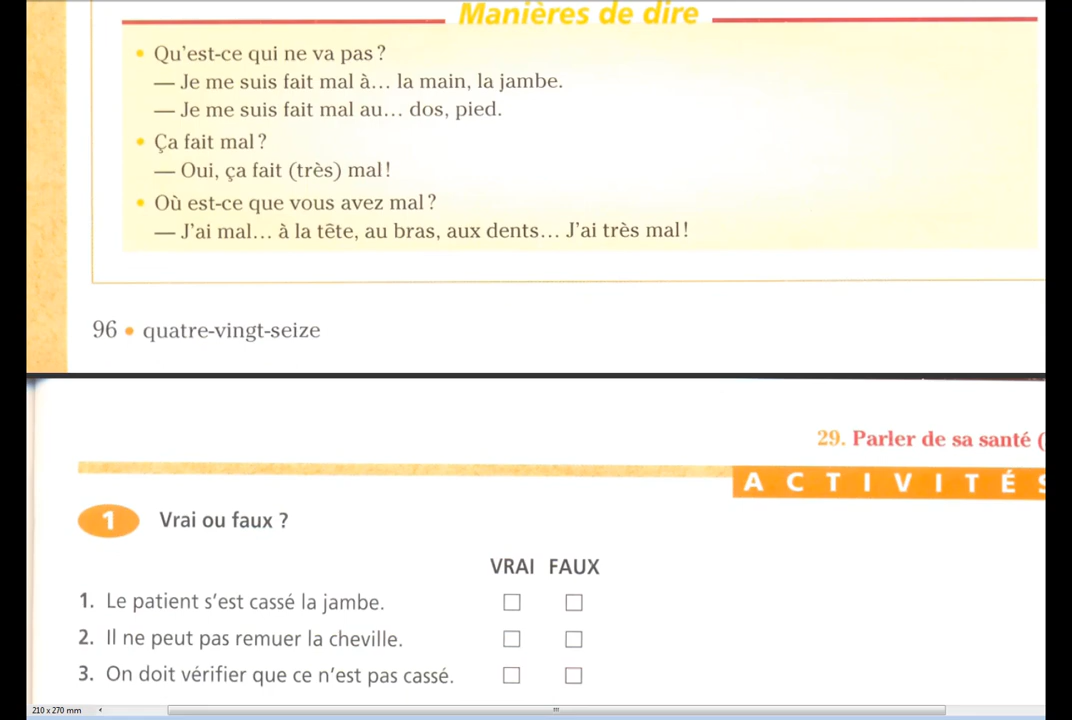 Manières de dire
• Qu'est-ce qui ne va pas ?
— Je me suis fait mal à… la main, la jambe.
— Je me suis fait mal au… dos, pied.
• Ça fait mal ?
— Oui, ça fait (très) mal !
• Où est-ce que vous avez mal ?
— J'ai mal… à la tête, au bras, aux dents… J'ai très mal !
96 • quatre-vingt-seize
29. Parler de sa santé (
ACTIVITÉS
1 Vrai ou faux ?
VRAI FAUX
1. Le patient s'est cassé la jambe.
2. Il ne peut pas remuer la cheville.
3. On doit vérifier que ce n'est pas cassé.
210 x 270 mm